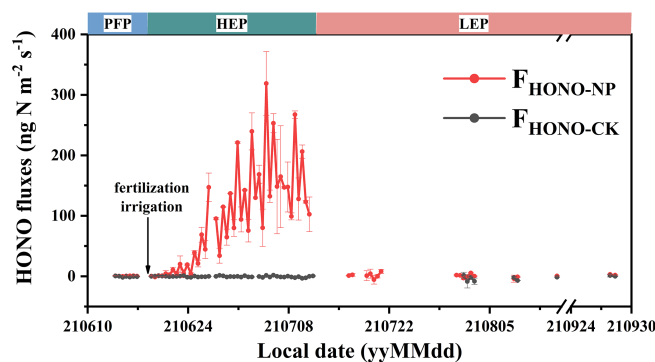 PFP HEP LEP
400
300
200
100
0
HONO fluxes (ng N m⁻² s⁻¹)
fertilization
irrigation
F_HONO-NP
F_HONO-CK
210610 210624 210708 210722 210805 210924 210930
Local date (yyMMdd)